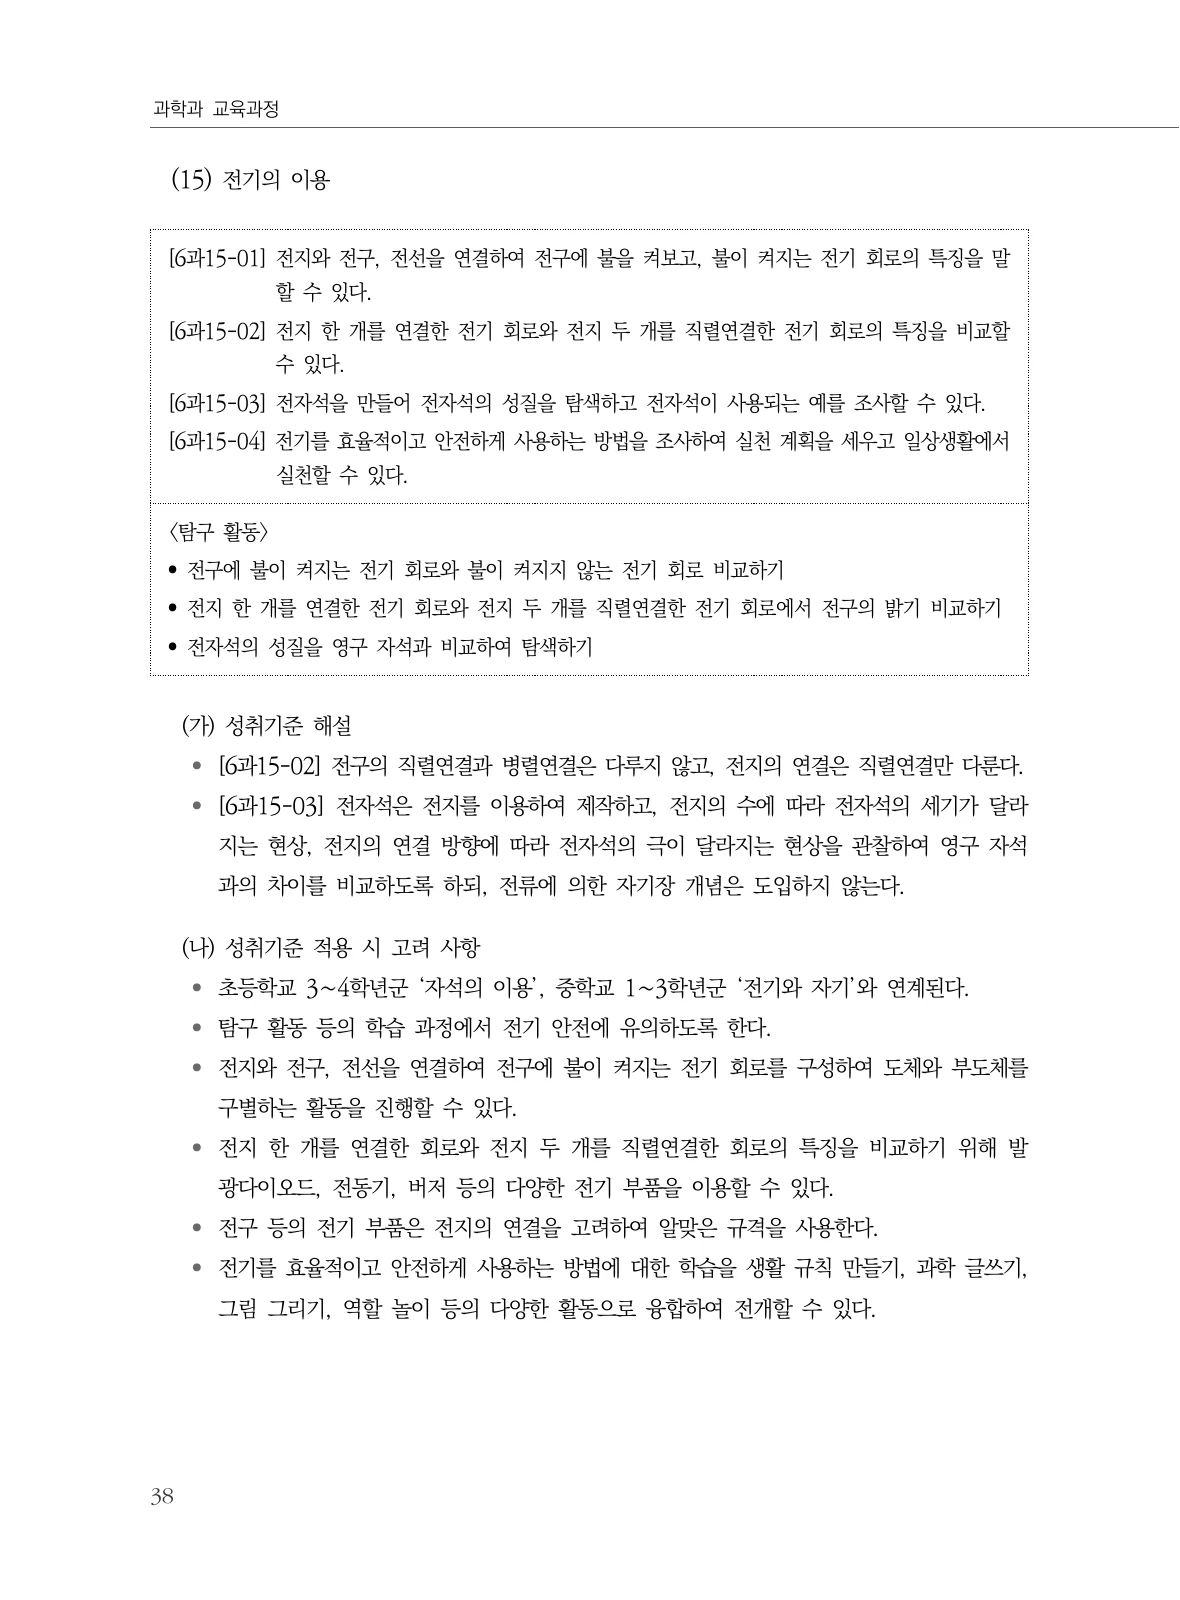 과학과 교육과정
(15) 전기의 이용
[6과15-01] 전지와 전구, 전선을 연결하여 전구에 불을 켜보고, 불이 켜지는 전기 회로의 특징을 말
할 수 있다.
[6과15-02] 전지 한 개를 연결한 전기 회로와 전지 두 개를 직렬연결한 전기 회로의 특징을 비교할
수 있다.
[6과15-03] 전자석을 만들어 전자석의 성질을 탐색하고 전자석이 사용되는 예를 조사할 수 있다.
[6과15-04] 전기를 효율적이고 안전하게 사용하는 방법을 조사하여 실천 계획을 세우고 일상생활에서
실천할 수 있다.
〈탐구 활동〉
• 전구에 불이 켜지는 전기 회로와 불이 켜지지 않는 전기 회로 비교하기
• 전지 한 개를 연결한 전기 회로와 전지 두 개를 직렬연결한 전기 회로에서 전구의 밝기 비교하기
• 전자석의 성질을 영구 자석과 비교하여 탐색하기
(가) 성취기준 해설
• [6과15-02] 전구의 직렬연결과 병렬연결은 다루지 않고, 전지의 연결은 직렬연결만 다룬다.
• [6과15-03] 전자석은 전지를 이용하여 제작하고, 전지의 수에 따라 전자석의 세기가 달라
지는 현상, 전지의 연결 방향에 따라 전자석의 극이 달라지는 현상을 관찰하여 영구 자석
과의 차이를 비교하도록 하되, 전류에 의한 자기장 개념은 도입하지 않는다.
(나) 성취기준 적용 시 고려 사항
• 초등학교 3~4학년군 ‘자석의 이용’, 중학교 1~3학년군 ‘전기와 자기’와 연계된다.
• 탐구 활동 등의 학습 과정에서 전기 안전에 유의하도록 한다.
• 전지와 전구, 전선을 연결하여 전구에 불이 켜지는 전기 회로를 구성하여 도체와 부도체를
구별하는 활동을 진행할 수 있다.
• 전지 한 개를 연결한 회로와 전지 두 개를 직렬연결한 회로의 특징을 비교하기 위해 발
광다이오드, 전동기, 버저 등의 다양한 전기 부품을 이용할 수 있다.
• 전구 등의 전기 부품은 전지의 연결을 고려하여 알맞은 규격을 사용한다.
• 전기를 효율적이고 안전하게 사용하는 방법에 대한 학습을 생활 규칙 만들기, 과학 글쓰기,
그림 그리기, 역할 놀이 등의 다양한 활동으로 융합하여 전개할 수 있다.
38